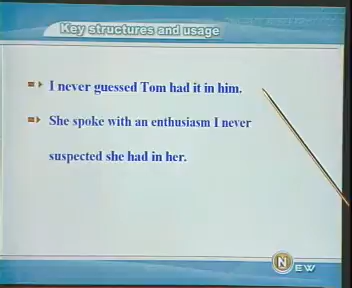 Key structures and usage
I never guessed Tom had it in him.
She spoke with an enthusiasm I never
suspected she had in her.
NEW